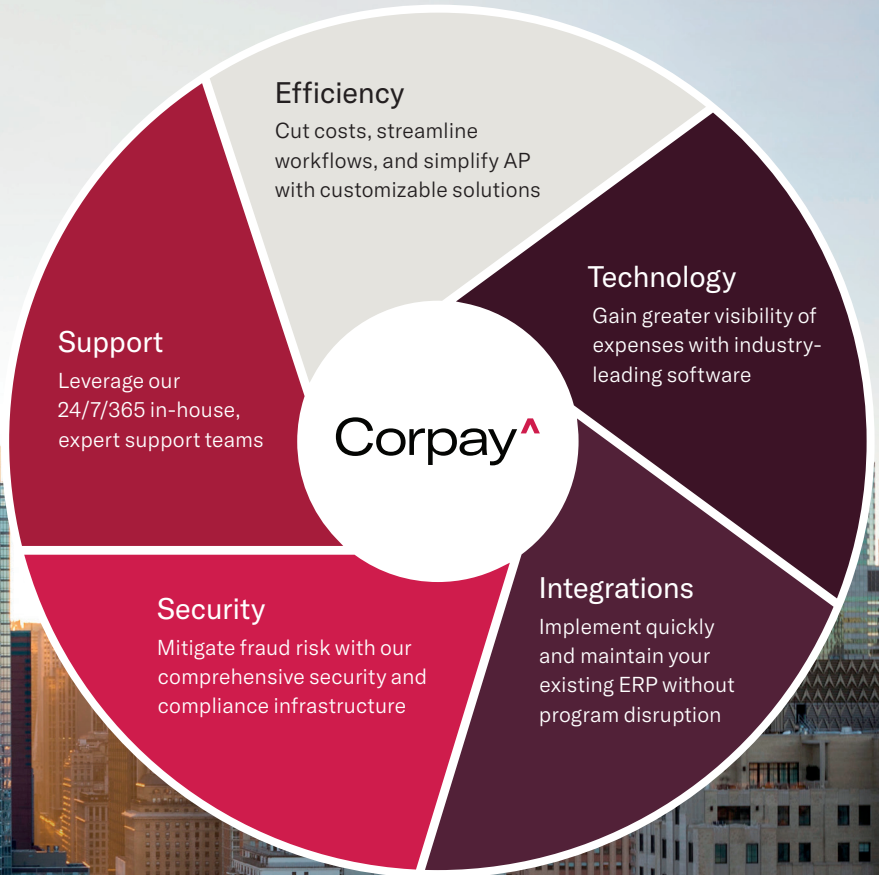 Efficiency
Cut costs, streamline
workflows, and simplify AP
with customizable solutions
Technology
Gain greater visibility of
expenses with industry-
leading software
Support
Leverage our
24/7/365 in-house,
expert support teams
Corpay^
Integrations
Implement quickly
and maintain your
existing ERP without
program disruption
Security
Mitigate fraud risk with our
comprehensive security and
compliance infrastructure